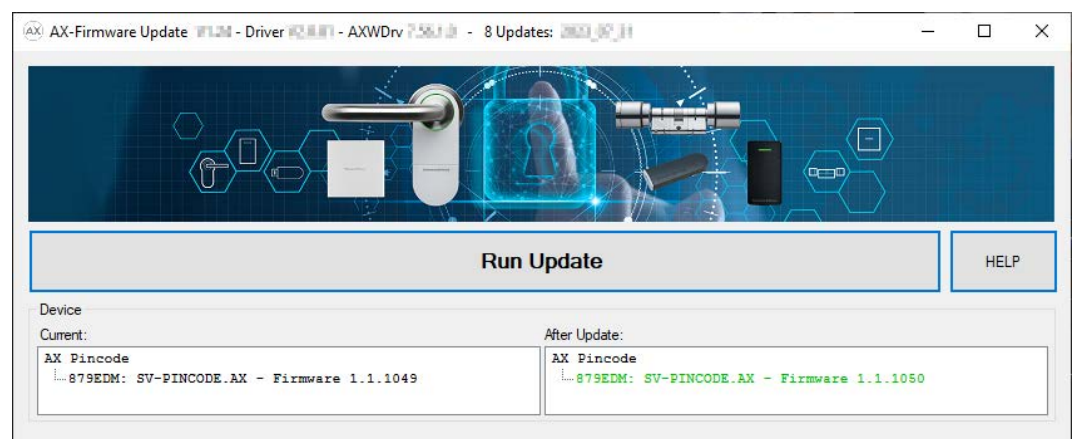 AX AX-Firmware Update - Driver - AXWDrv - 8 Updates:
Run Update
HELP
Device
Current:
After Update:
AX Pincode
879EDM: SV-PINCODE.AX - Firmware 1.1.1049
AX Pincode
879EDM: SV-PINCODE.AX - Firmware 1.1.1050